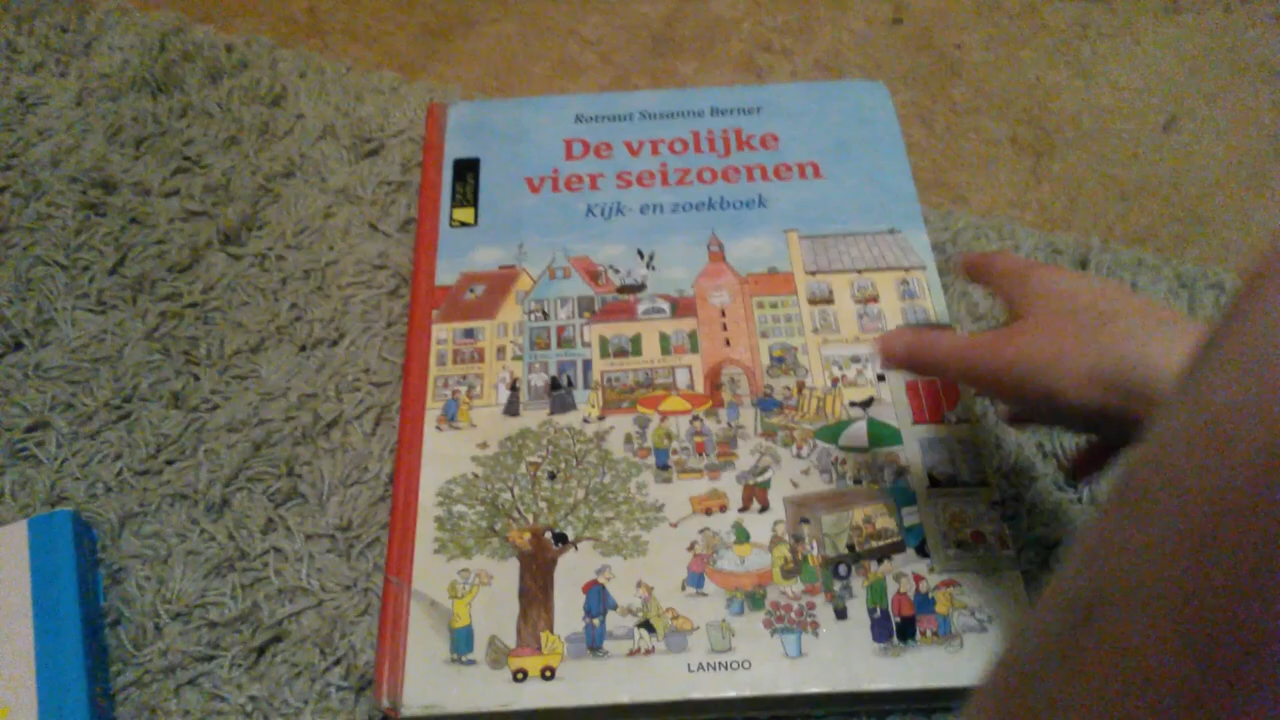 Rotraut Susanne Berner
De vrolijke
vier seizoenen
Kijk- en zoekboek
LANNOO